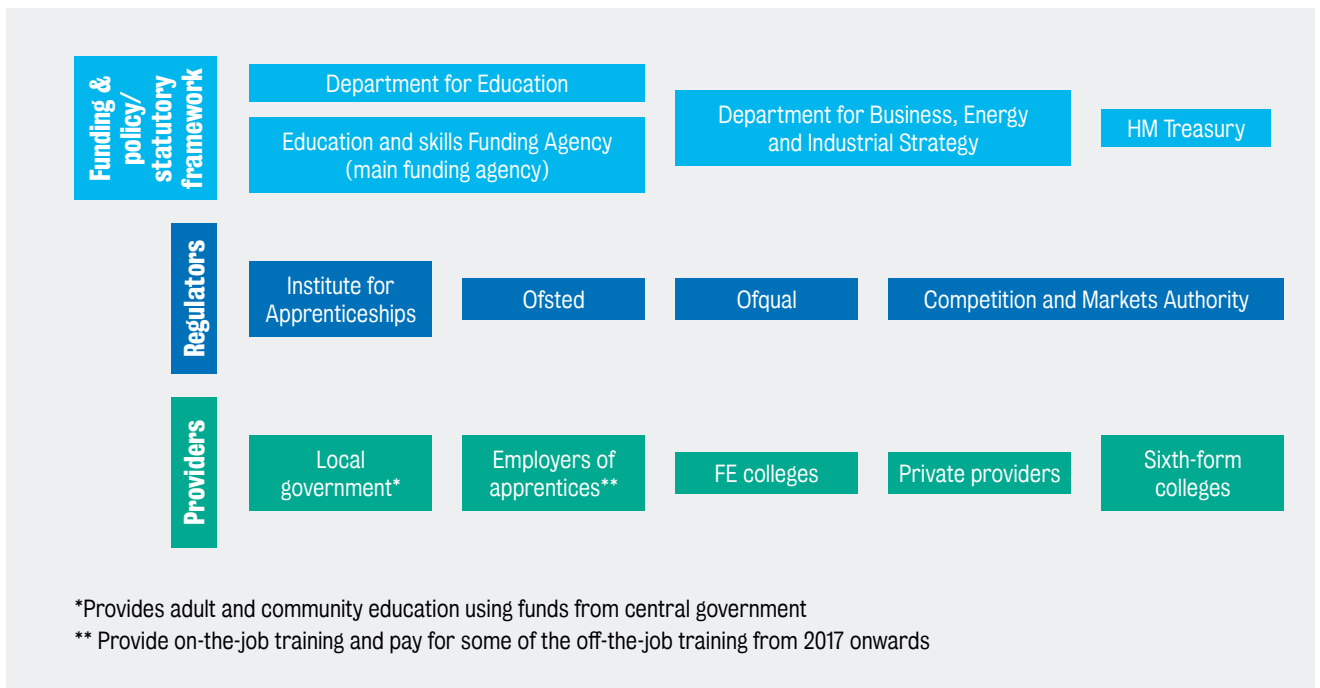 Funding &
policy/
statutory
framework
Department for Education
Education and skills Funding Agency
(main funding agency)
Department for Business, Energy
and Industrial Strategy
HM Treasury
Regulators
Institute for
Apprenticeships
Ofsted
Ofqual
Competition and Markets Authority
Providers
Local
government*
Employers of
apprentices**
FE colleges
Private providers
Sixth-form
colleges
*Provides adult and community education using funds from central government
** Provide on-the-job training and pay for some of the off-the-job training from 2017 onwards